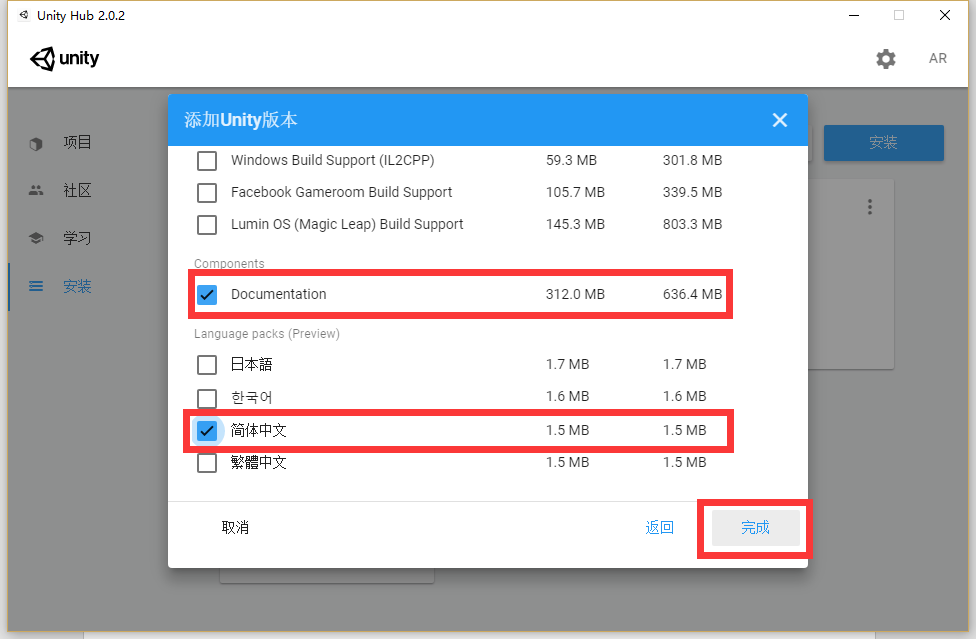 Unity Hub 2.0.2
unity
AR
添加Unity版本
项目
安装
Windows Build Support (IL2CPP) 59.3 MB 301.8 MB
社区
Facebook Gameroom Build Support 105.7 MB 339.5 MB
Lumin OS (Magic Leap) Build Support 145.3 MB 803.3 MB
学习
Components
安装
Documentation 312.0 MB 636.4 MB
Language packs (Preview)
日本語 1.7 MB 1.7 MB
한국어 1.6 MB 1.6 MB
简体中文 1.5 MB 1.5 MB
繁體中文 1.5 MB 1.5 MB
取消 返回 完成